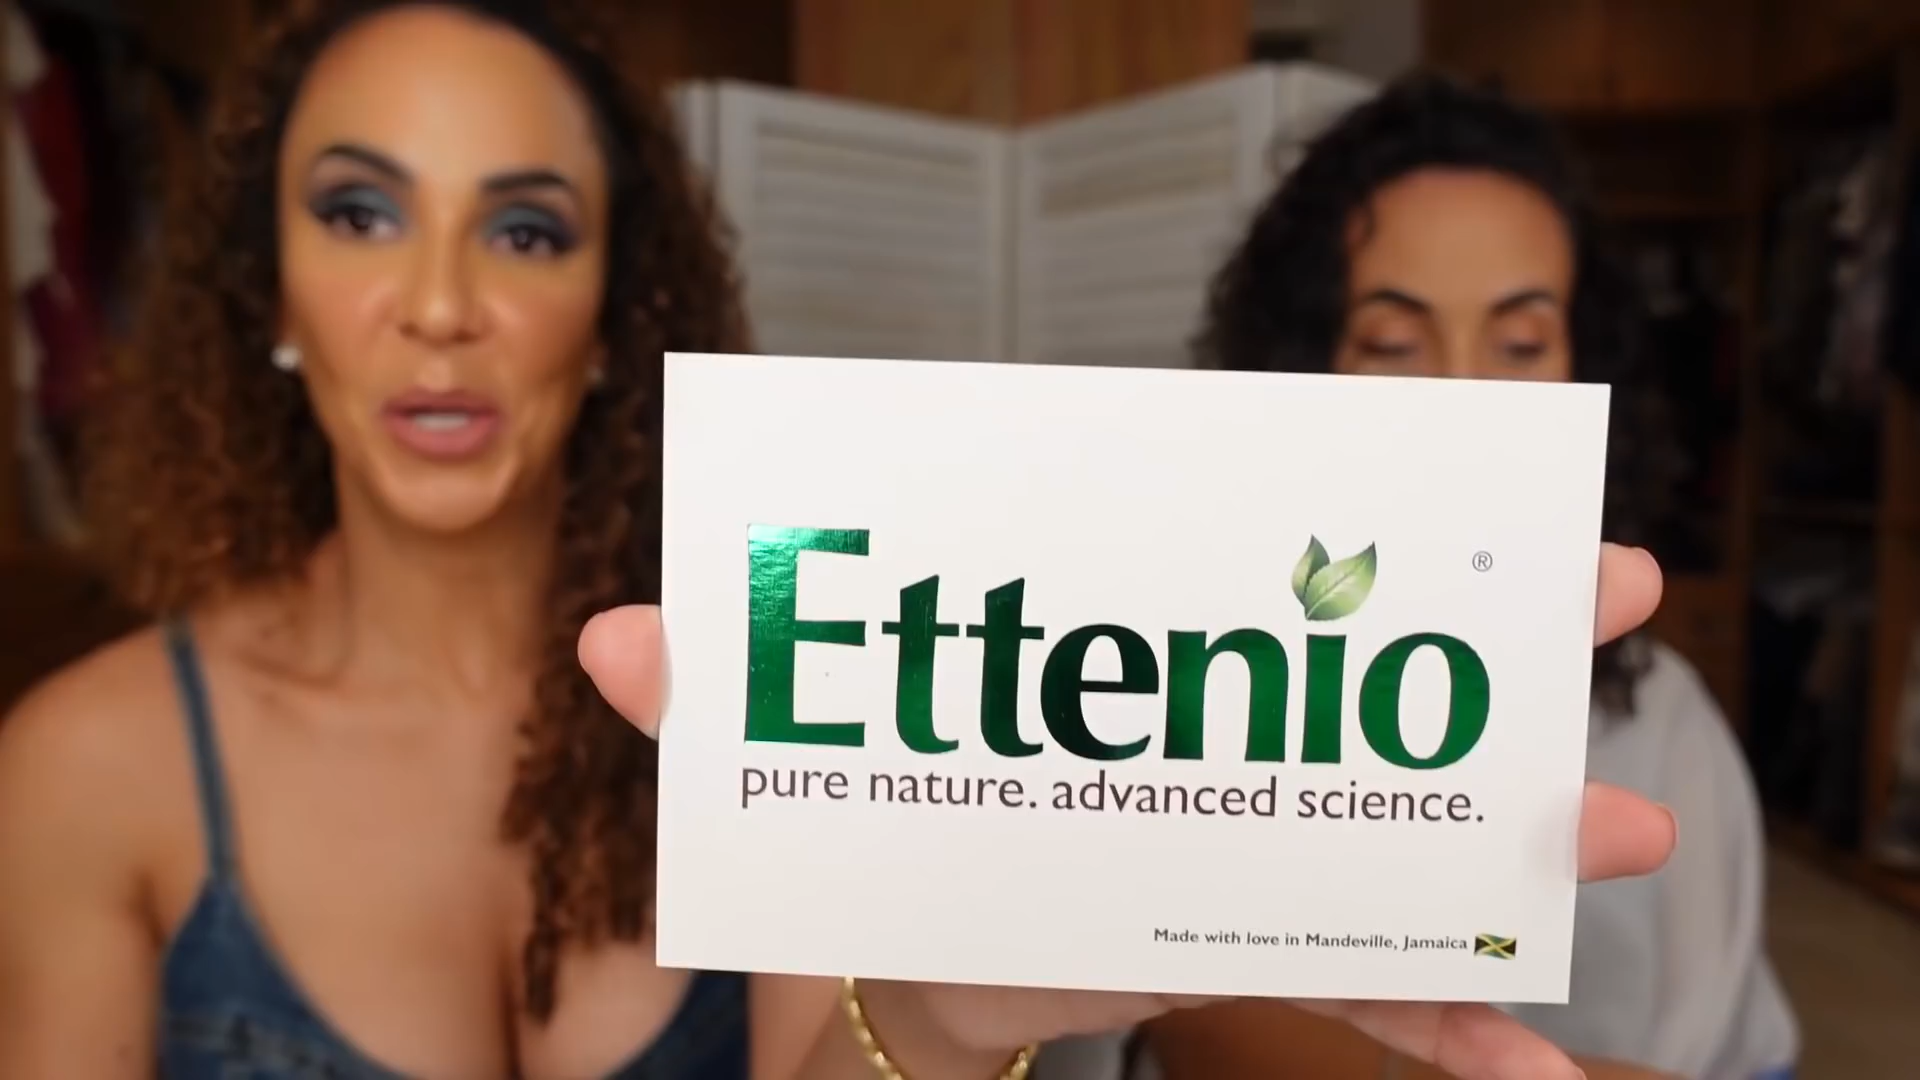 Ettenio ®
pure nature. advanced science.
Made with love in Mandeville, Jamaica